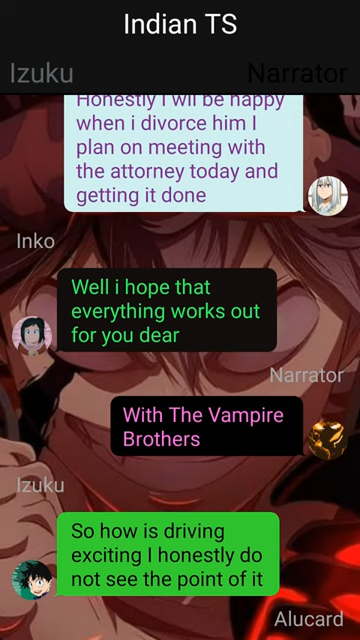 Indian TS
Izuku
Narrator
Honestly I wil be happy
when i divorce him I
plan on meeting with
the attorney today and
getting it done
Inko
Well i hope that
everything works out
for you dear
Narrator
With The Vampire
Brothers
Izuku
So how is driving
exciting I honestly do
not see the point of it
Alucard